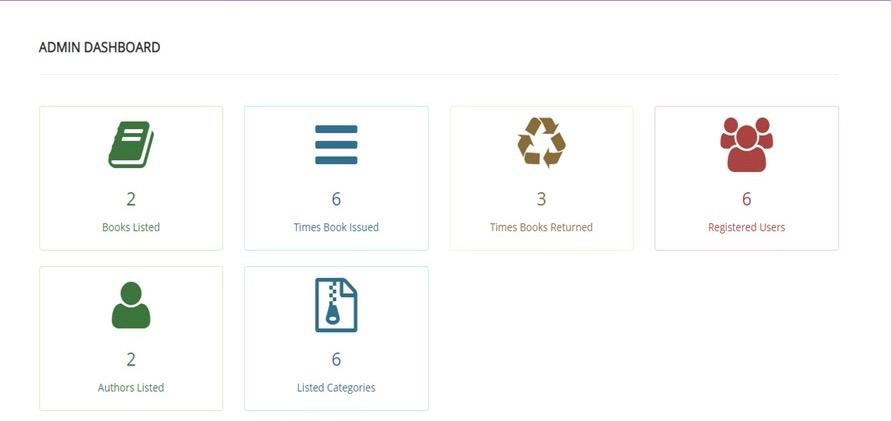 ADMIN DASHBOARD
2
Books Listed
6
Times Book Issued
3
Times Books Returned
6
Registered Users
2
Authors Listed
6
Listed Categories